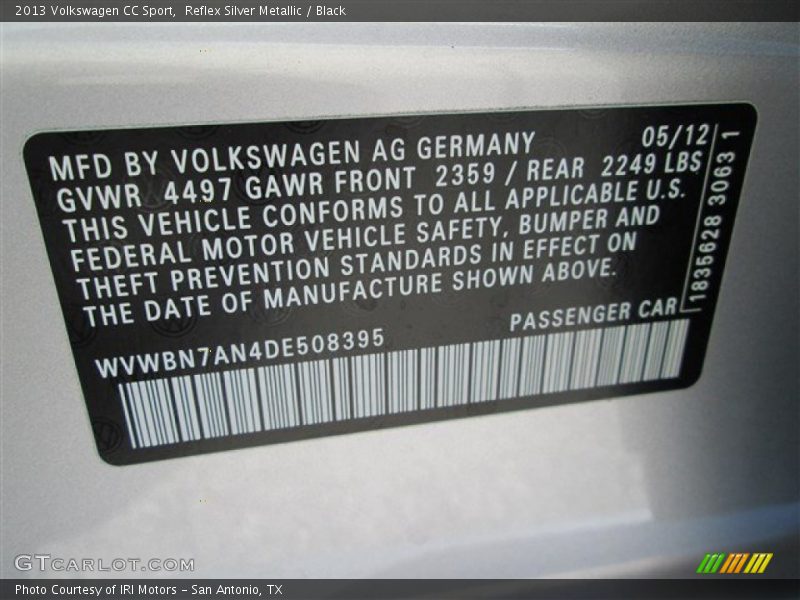 2013 Volkswagen CC Sport,  Reflex Silver Metallic / Black
MFD BY VOLKSWAGEN AG GERMANY 05/12
GVWR 4497 GAWR FRONT 2359 / REAR 2249 LBS
THIS VEHICLE CONFORMS TO ALL APPLICABLE U.S.
FEDERAL MOTOR VEHICLE SAFETY, BUMPER AND
THEFT PREVENTION STANDARDS IN EFFECT ON
THE DATE OF MANUFACTURE SHOWN ABOVE.
WVWBN7AN4DE508395 PASSENGER CAR
1835628 3063 1
GTCARLOT.COM
Photo Courtesy of IRI Motors – San Antonio, TX